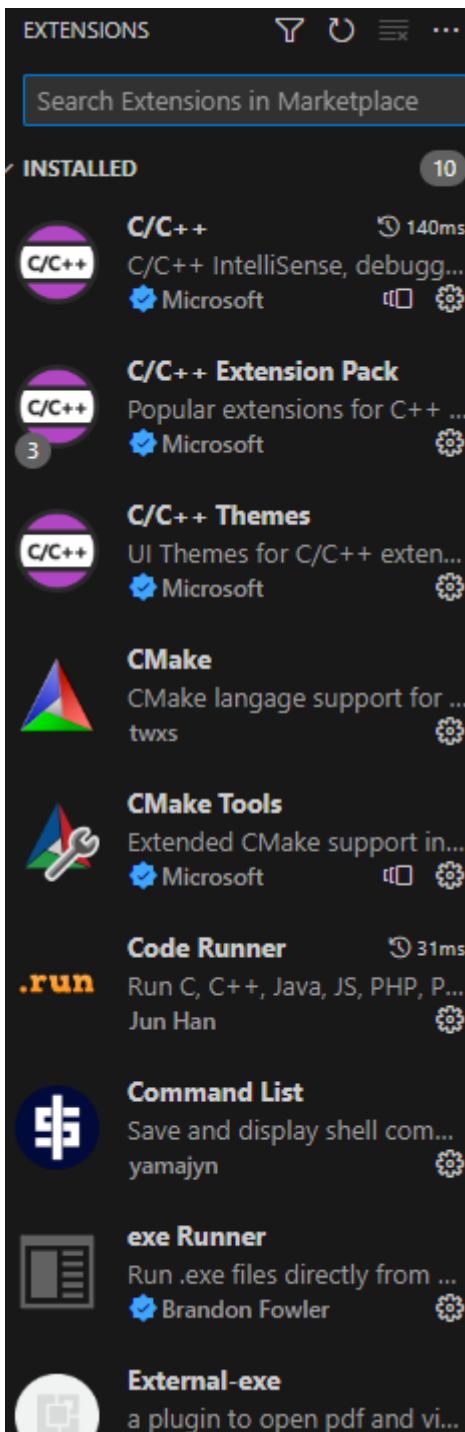 EXTENSIONS
Search Extensions in Marketplace
INSTALLED 10
C/C++ 140ms
C/C++
C/C++ IntelliSense, debugg...
Microsoft
C/C++ Extension Pack
C/C++
Popular extensions for C++ ...
3 Microsoft
C/C++ Themes
C/C++
UI Themes for C/C++ exten...
Microsoft
CMake
CMake langage support for ...
twxs
CMake Tools
Extended CMake support in...
Microsoft
Code Runner 31ms
.run
Run C, C++, Java, JS, PHP, P...
Jun Han
Command List
Save and display shell com...
yamajyn
exe Runner
Run .exe files directly from ...
Brandon Fowler
External-exe
a plugin to open pdf and vi...